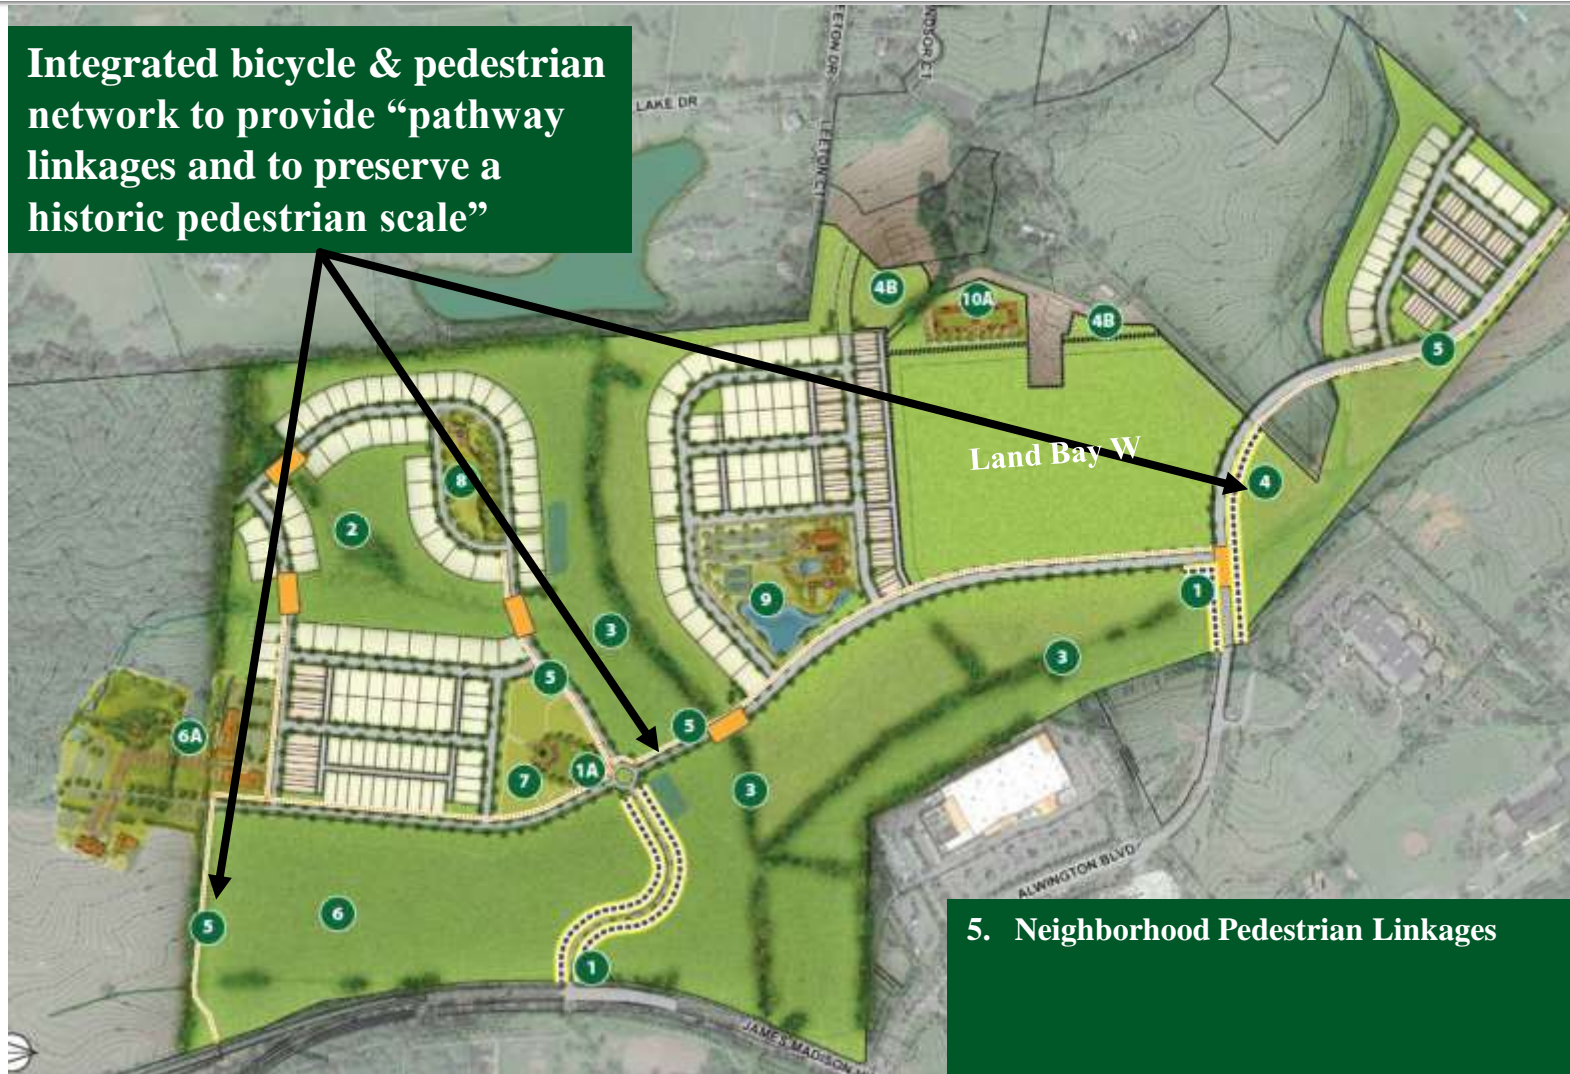 Integrated bicycle & pedestrian
network to provide “pathway
linkages and to preserve a
historic pedestrian scale”
LAKE DR
LEETON CT
4B
10A
4B
5
Land Bay W
4
8
2
9
1
3
3
5
5
6A
1A
7
3
ALWINGTON BLVD
6
5
1
JAMES MADISON
5. Neighborhood Pedestrian Linkages